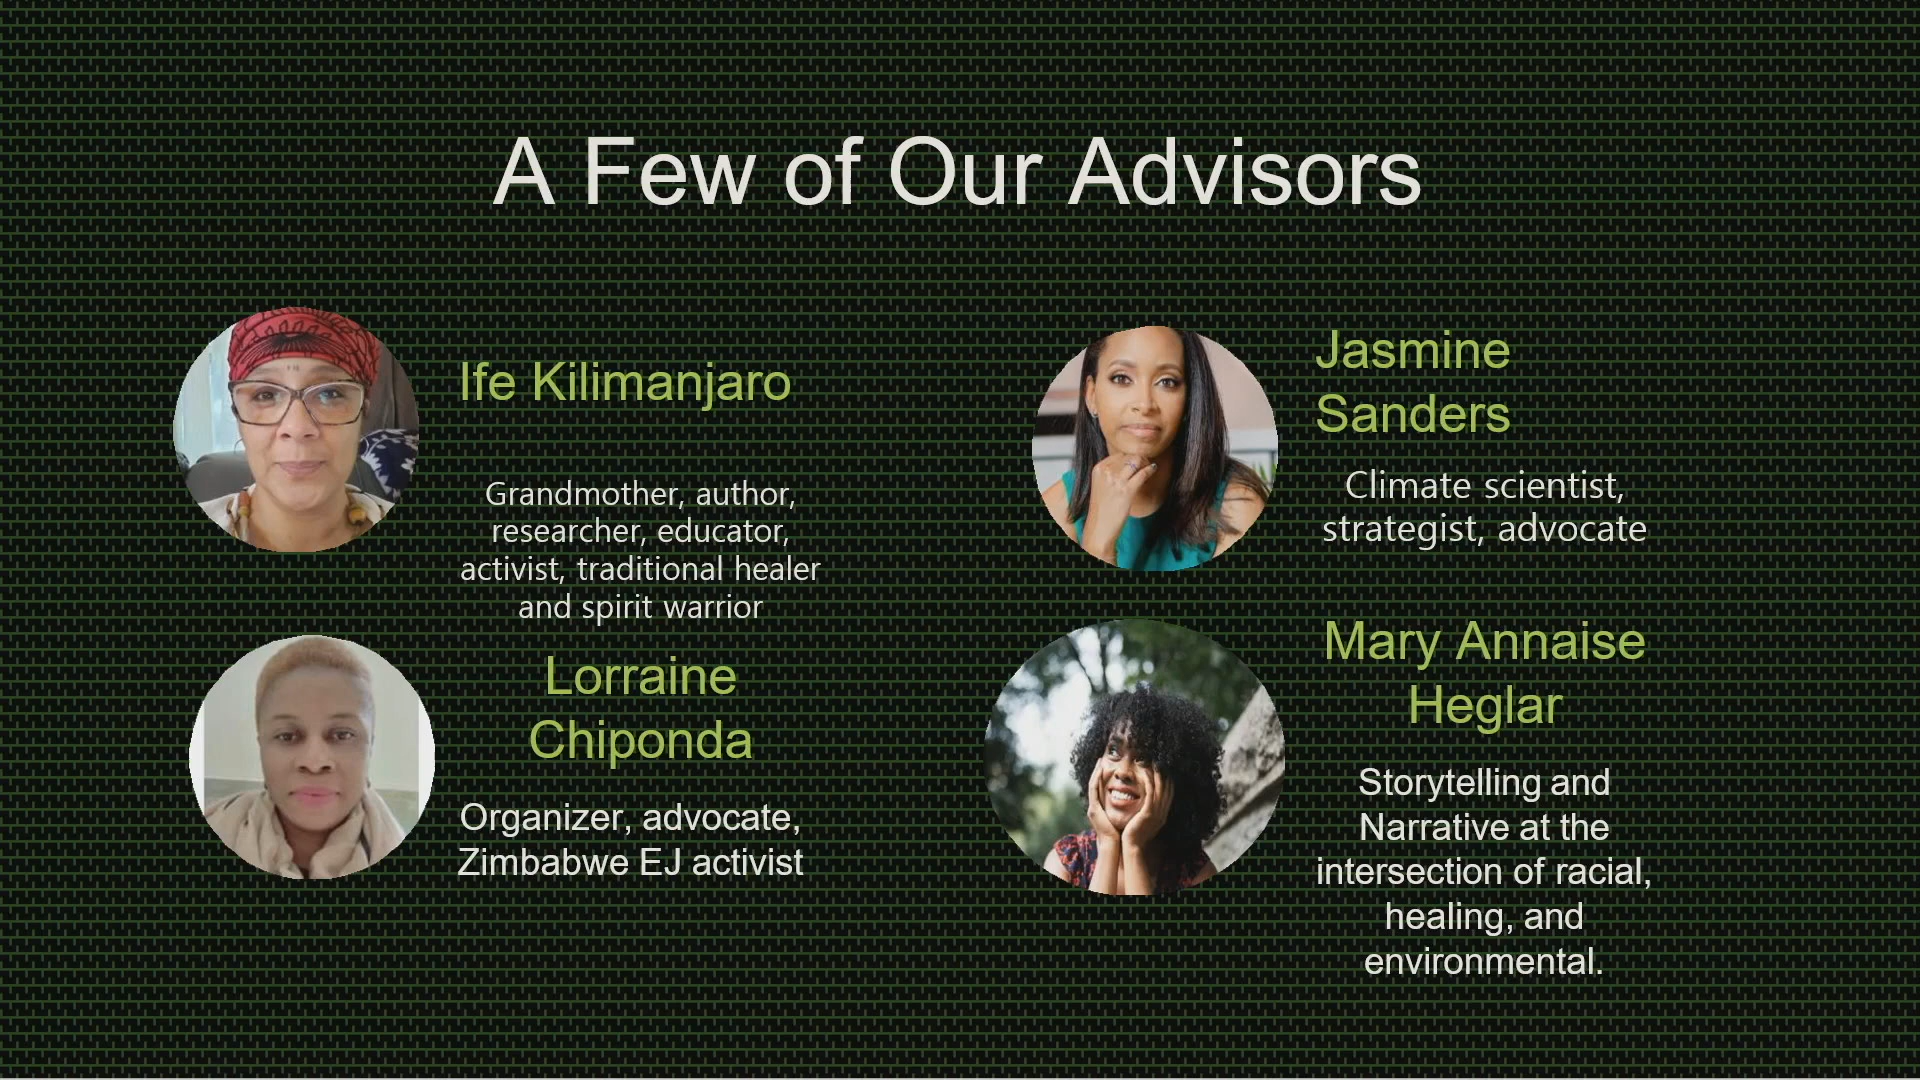 A Few of Our Advisors
Ife Kilimanjaro
Grandmother, author,
researcher, educator,
activist, traditional healer
and spirit warrior
Jasmine
Sanders
Climate scientist,
strategist, advocate
Lorraine
Chiponda
Organizer, advocate,
Zimbabwe EJ activist
Mary Annaise
Heglar
Storytelling and
Narrative at the
intersection of racial,
healing, and
environmental.